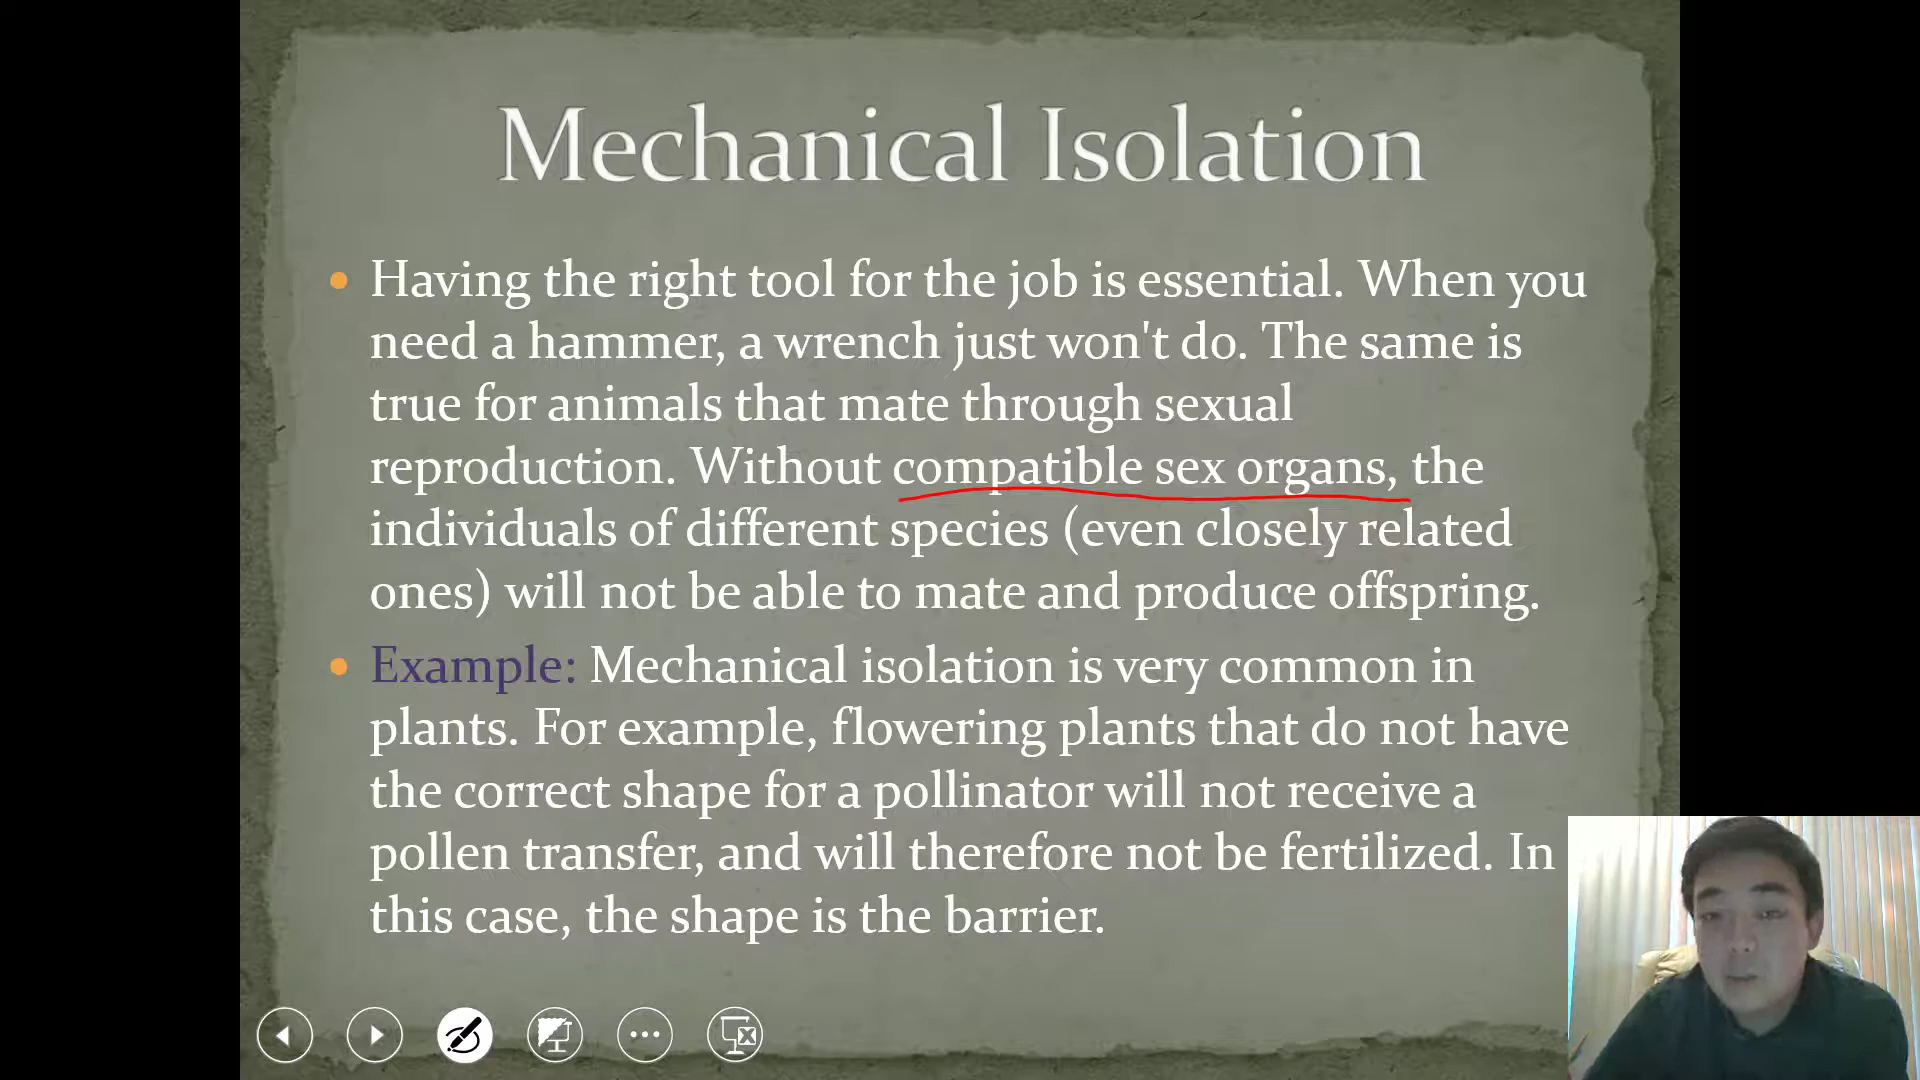 Mechanical Isolation
Having the right tool for the job is essential. When you
need a hammer, a wrench just won't do. The same is
true for animals that mate through sexual
reproduction. Without compatible sex organs, the
individuals of different species (even closely related
ones) will not be able to mate and produce offspring.
Example: Mechanical isolation is very common in
plants. For example, flowering plants that do not have
the correct shape for a pollinator will not receive a
pollen transfer, and will therefore not be fertilized. In
this case, the shape is the barrier.